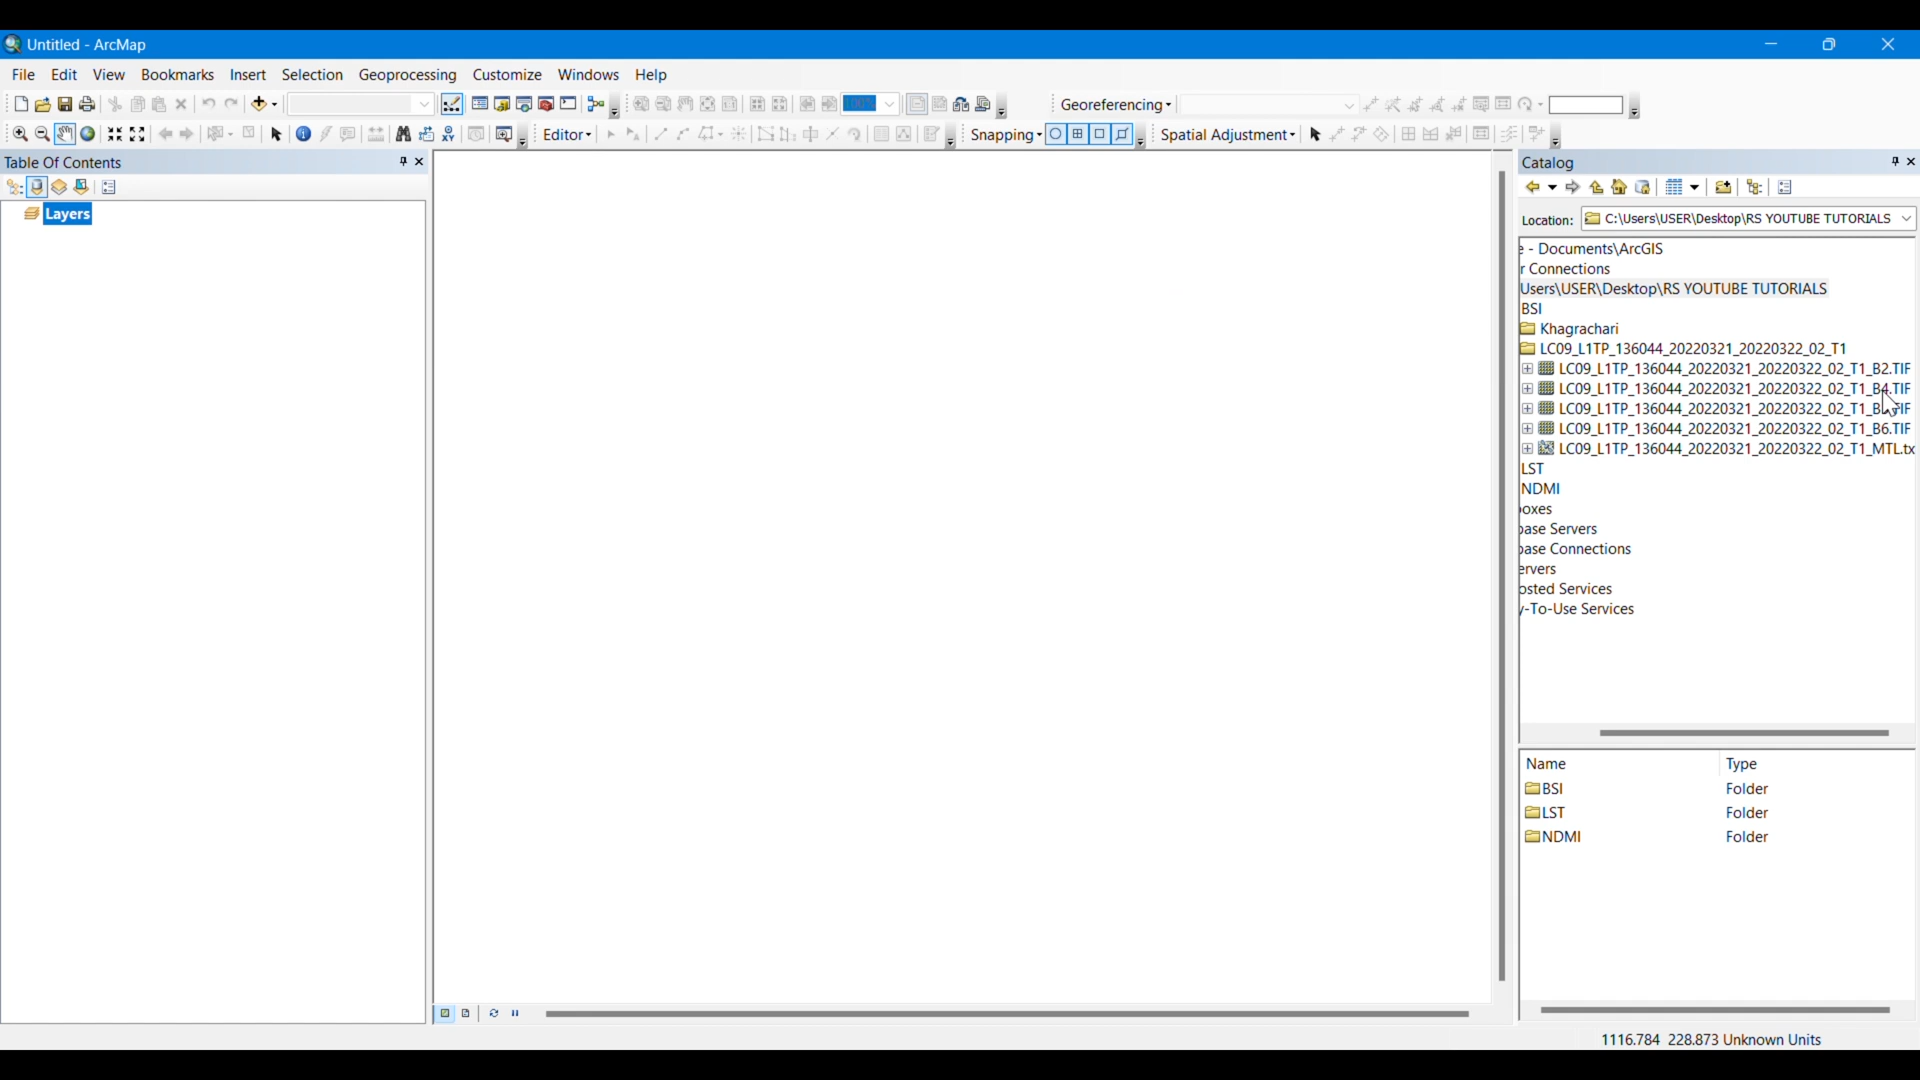 Untitled - ArcMap
File Edit View Bookmarks Insert Selection Geoprocessing Customize Windows Help
100%
Georeferencing
Editor
Snapping
Spatial Adjustment
Table Of Contents
Layers
Catalog
Location: C:\Users\USER\Desktop\RS YOUTUBE TUTORIALS
- Documents\ArcGIS
r Connections
Users\USER\Desktop\RS YOUTUBE TUTORIALS
BSI
Khagrachari
LC09_L1TP_136044_20220321_20220322_02_T1
LC09_L1TP_136044_20220321_20220322_02_T1_B2.TIF
LC09_L1TP_136044_20220321_20220322_02_T1_B4.TIF
LC09_L1TP_136044_20220321_20220322_02_T1_
LC09_L1TP_136044_20220321_20220322_02_T1_B6.TIF
LC09_L1TP_136044_20220321_20220322_02_T1_MTL.tx
LST
NDMI
oxes
base Servers
base Connections
ervers
osted Services
y-To-Use Services
Name Type
BSI Folder
LST Folder
NDMI Folder
1116.784 228.873 Unknown Units